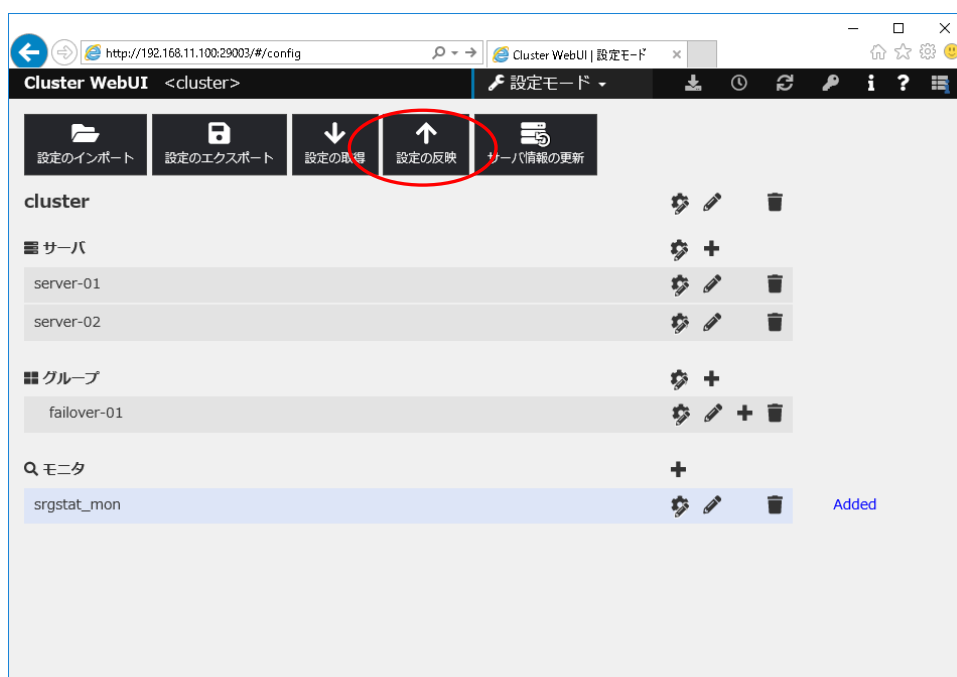 http://192.168.11.100:29003/#/config
Cluster WebUI | 設定モード
Cluster WebUI <cluster>
設定モード
設定のインポート
設定のエクスポート
設定の取得
設定の反映
サーバ情報の更新
cluster
サーバ
server-01
server-02
グループ
failover-01
モニタ
srgstat_mon
Added